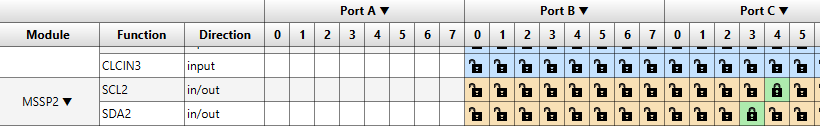 Port A ▼ Port B ▼ Port C ▼
Module Function Direction 0 1 2 3 4 5 6 7 0 1 2 3 4 5 6 7 0 1 2 3 4 5
CLCIN3 input
MSSP2 ▼ SCL2 in/out
SDA2 in/out